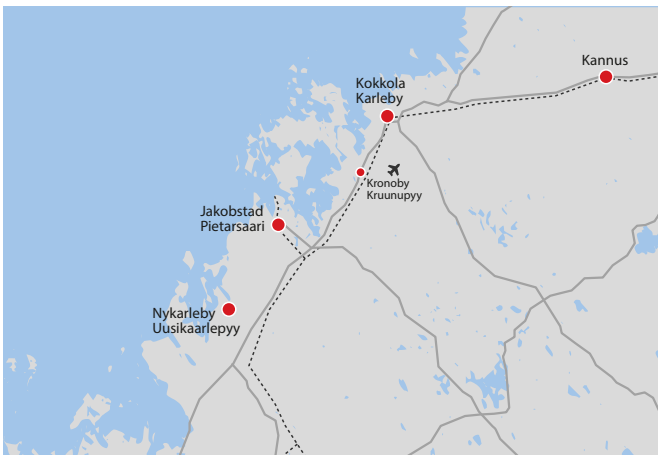 Kannus
Kokkola
Karleby
Kronoby
Kruunupyy
Jakobstad
Pietarsaari
Nykarleby
Uusikaarlepyy